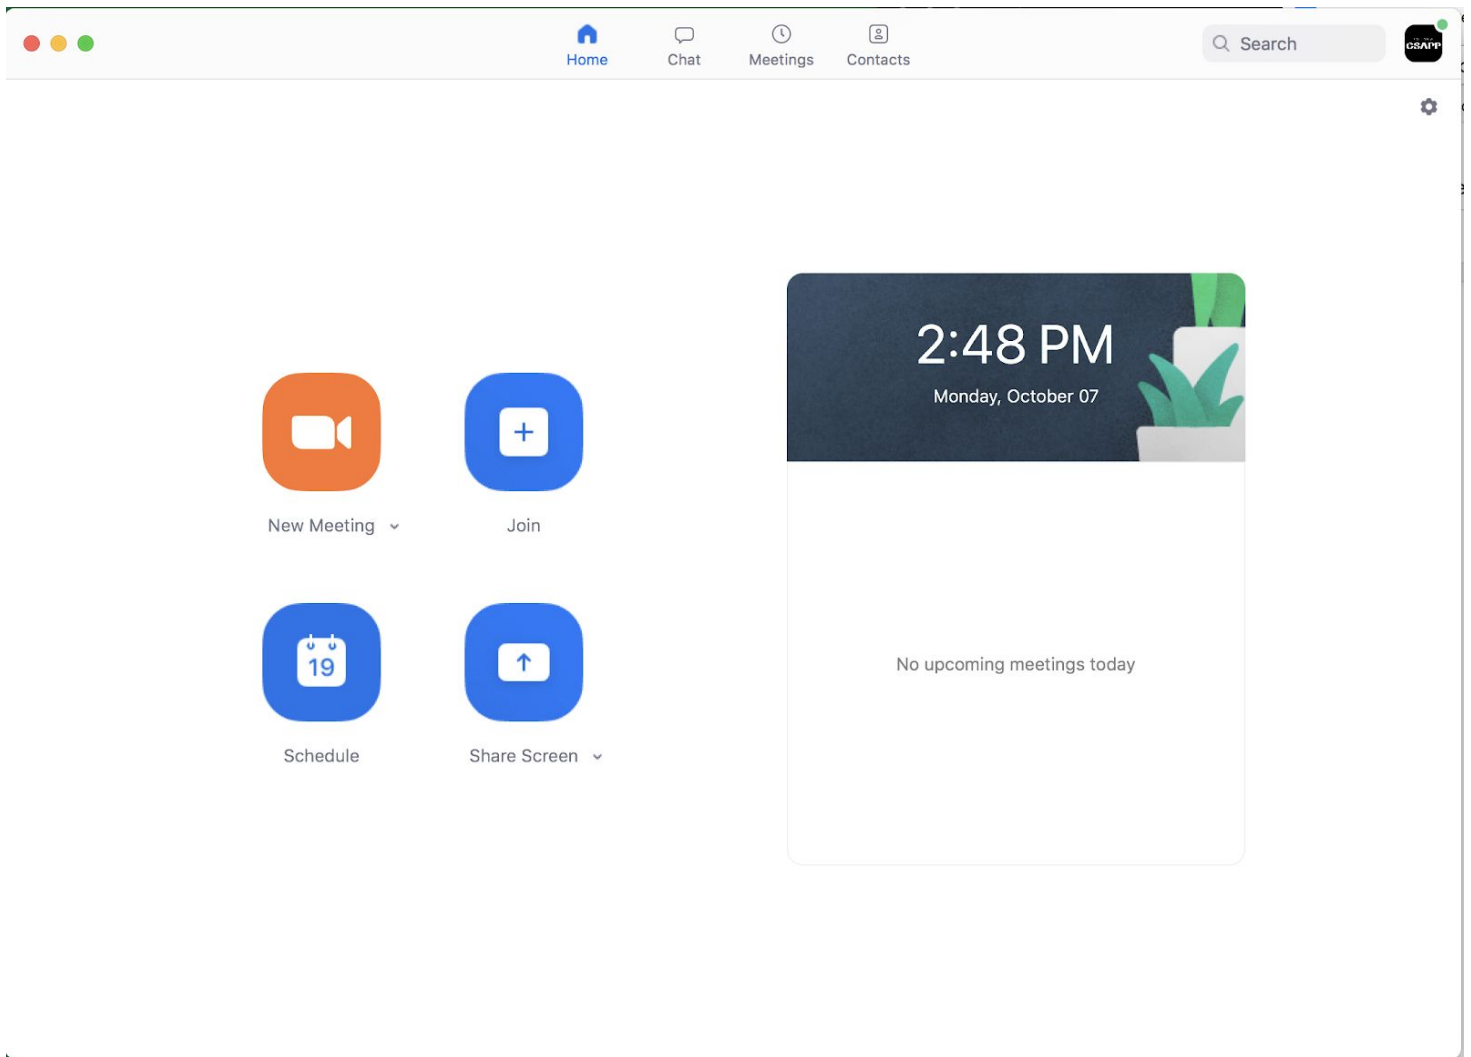 Home
Chat
Meetings
Contacts
Search
GSAPP
2:48 PM
Monday, October 07
New Meeting
Join
19
Schedule
Share Screen
No upcoming meetings today